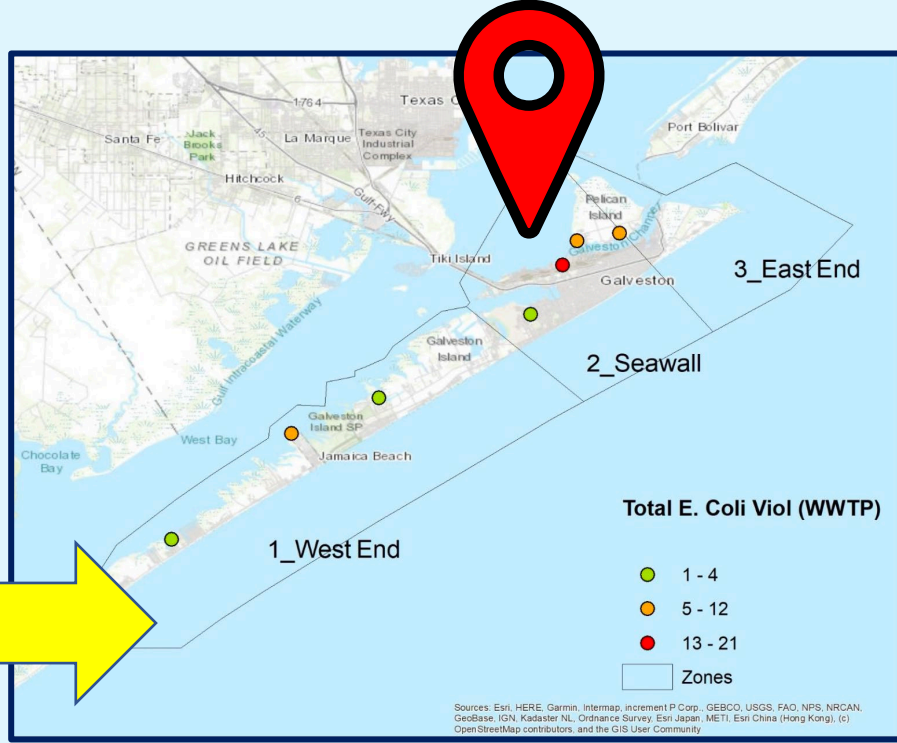 1764
Texas C
Port Bolivar
Santa Fe
Jack
Brooks
Park
La Marque
Texas City
Industrial
Complex
45
Hitchcock
6
Gulf-Fwy
Pelican
Island
Galveston Channel
GREENS LAKE
OIL FIELD
Tiki Island
3_East End
Galveston
Gulf Intracoastal Waterway
Galveston
Island
2_Seawall
Galveston
Island SP
West Bay
Jamaica Beach
Chocolate
Bay
Total E. Coli Viol (WWTP)
1_West End
1 - 4
5 - 12
13 - 21
Zones
Sources: Esri, HERE, Garmin, Intermap, increment P Corp., GEBCO, USGS, FAO, NPS, NRCAN,
GeoBase, IGN, Kadaster NL, Ordnance Survey, Esri Japan, METI, Esri China (Hong Kong), (c)
OpenStreetMap contributors, and the GIS User Community